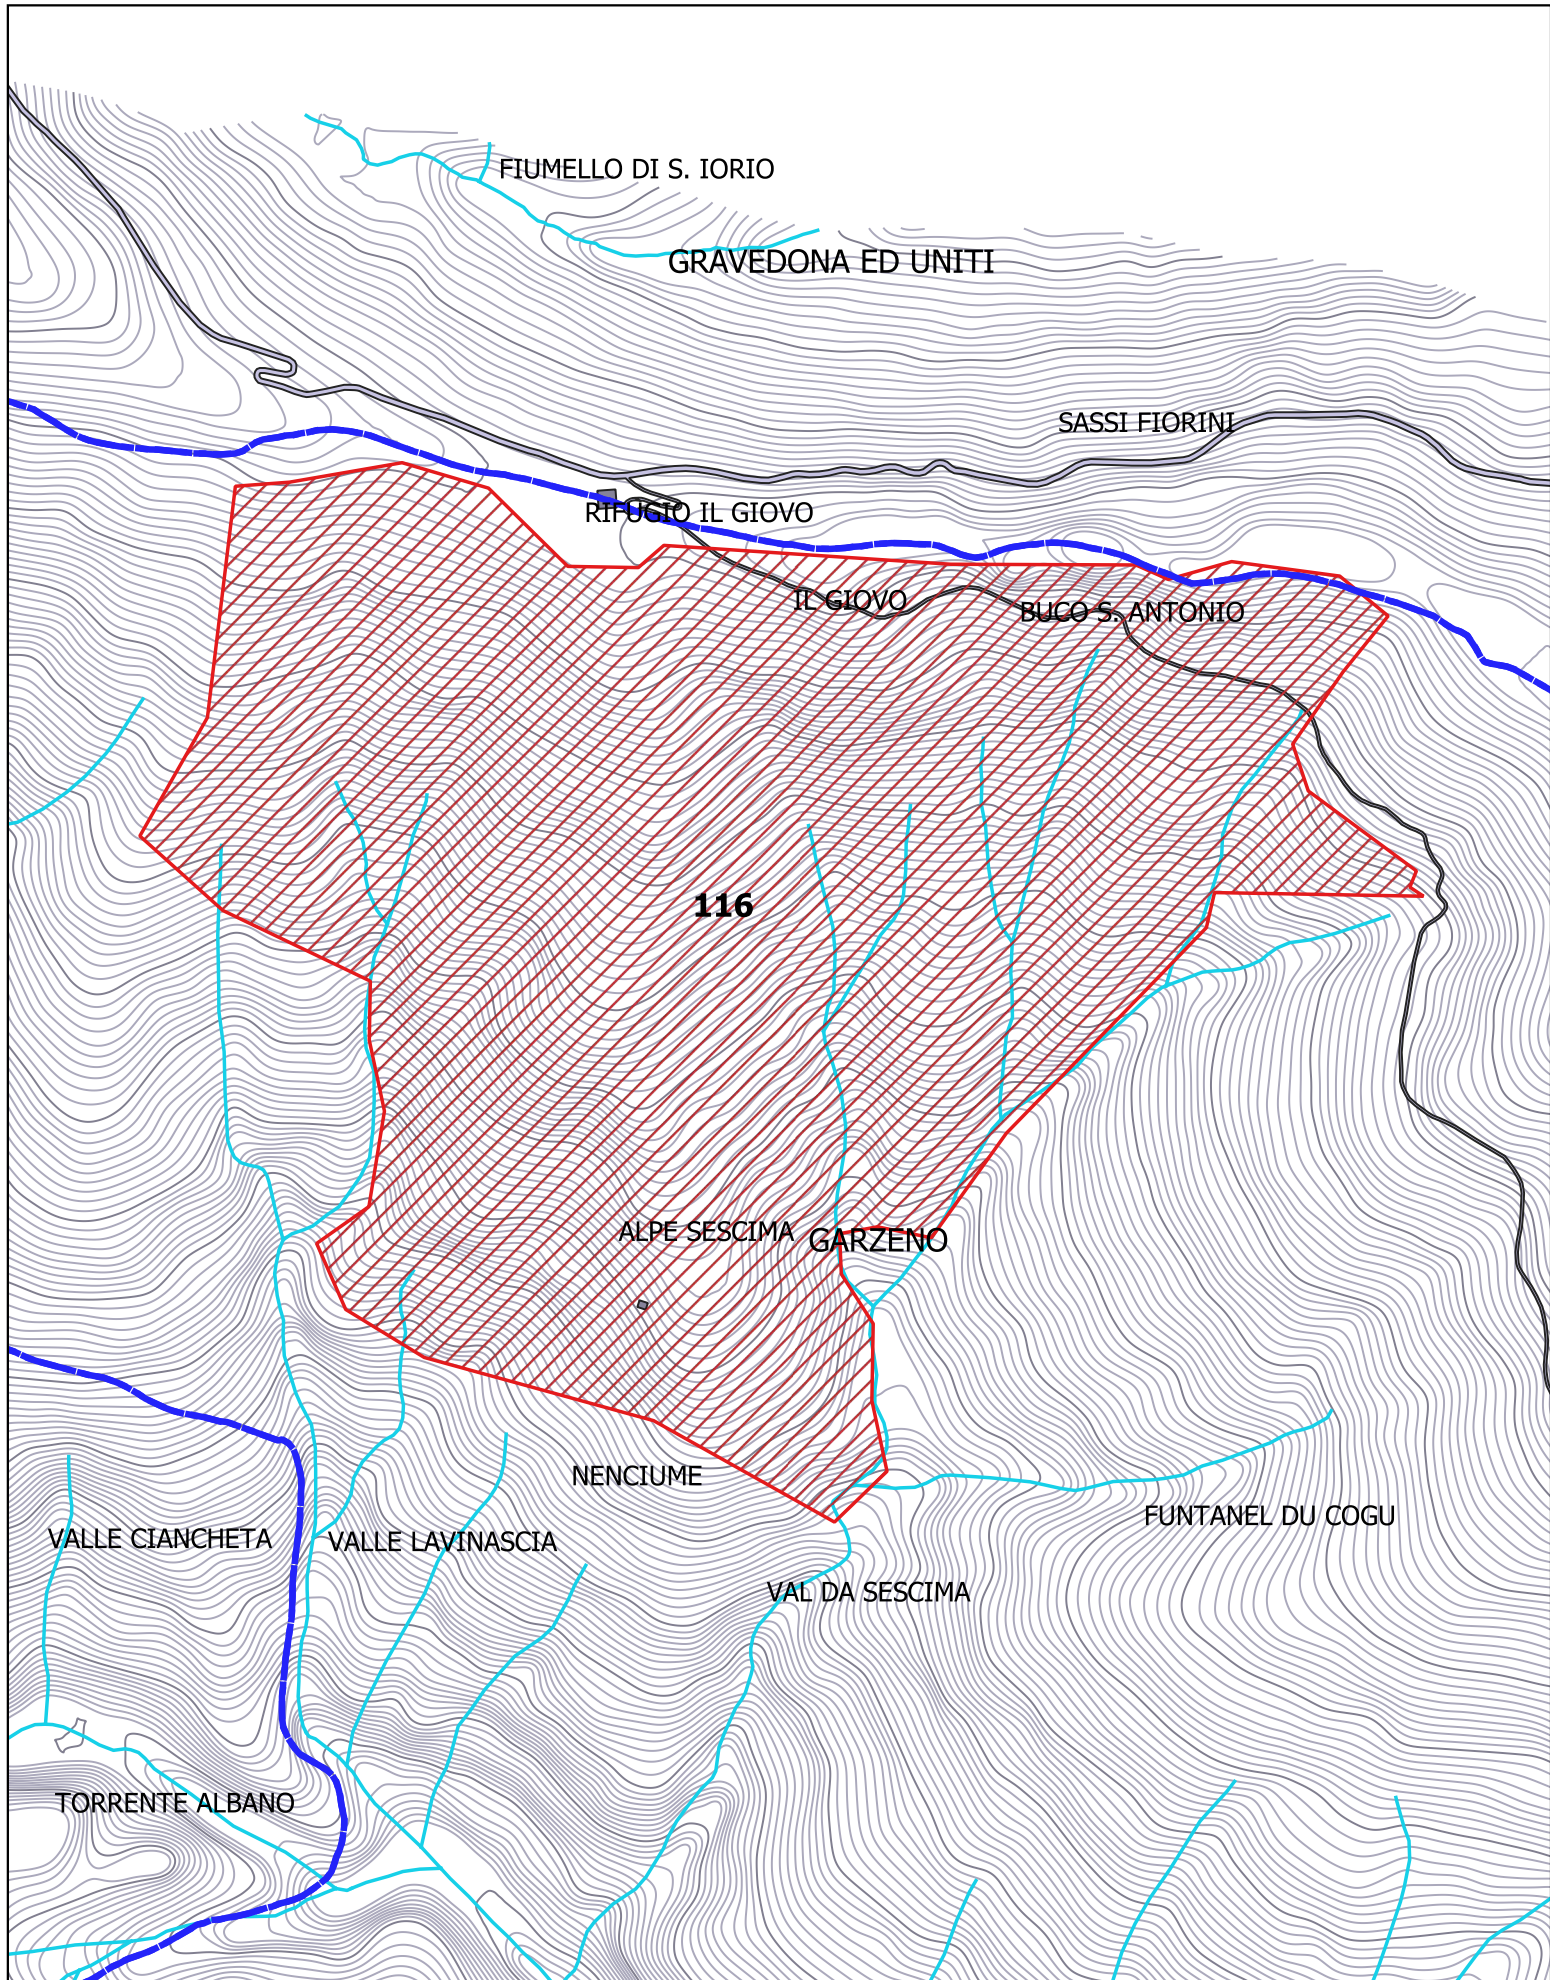 FIUMELLO DI S. IORIO
GRAVEDONA ED UNITI
SASSI FIORINI
RIFUGIO IL GIOVO
IL GIOVO
BUCO S. ANTONIO
116
ALPE SESCIMA
GARZENO
NENCIUME
FUNTANEL DU COGU
VALLE CIANCHETA
VALLE LAVINASCIA
VAL DA SESCIMA
TORRENTE ALBANO